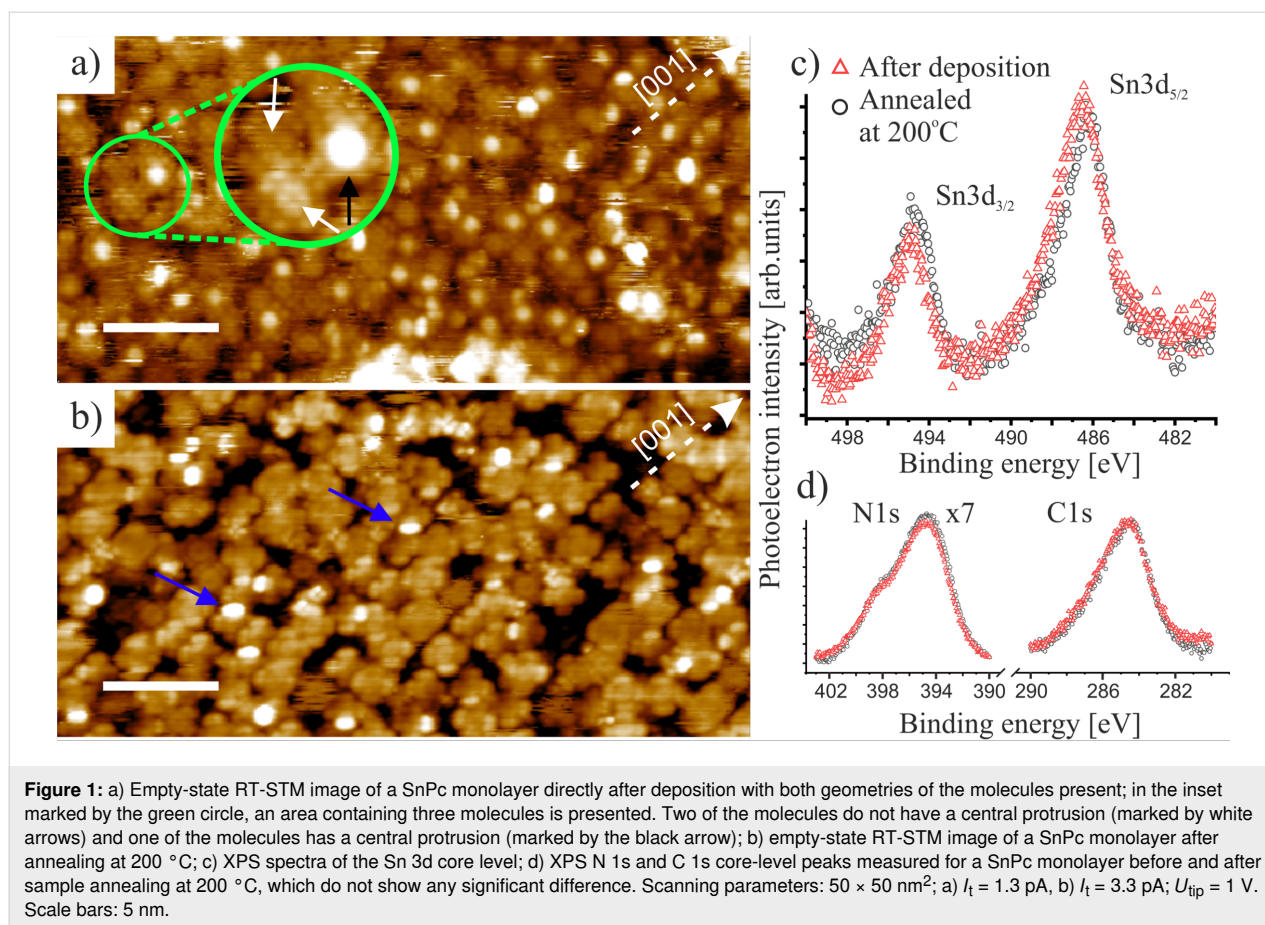 a)
[001]
b)
[001]
c)
△ After deposition
○ Annealed
at 200°C
Sn3d5/2
Sn3d3/2
Photoelectron intensity [arb.units]
498 494 490 486 482
Binding energy [eV]
d)
N1s x7 C1s
402 398 394 390 290 286 282
Binding energy [eV]
Figure 1: a) Empty-state RT-STM image of a SnPc monolayer directly after deposition with both geometries of the molecules present; in the inset
marked by the green circle, an area containing three molecules is presented. Two of the molecules do not have a central protrusion (marked by white
arrows) and one of the molecules has a central protrusion (marked by the black arrow); b) empty-state RT-STM image of a SnPc monolayer after
annealing at 200 °C; c) XPS spectra of the Sn 3d core level; d) XPS N 1s and C 1s core-level peaks measured for a SnPc monolayer before and after
sample annealing at 200 °C, which do not show any significant difference. Scanning parameters: 50 × 50 nm²; a) It = 1.3 pA, b) It = 3.3 pA; Utip = 1 V.
Scale bars: 5 nm.